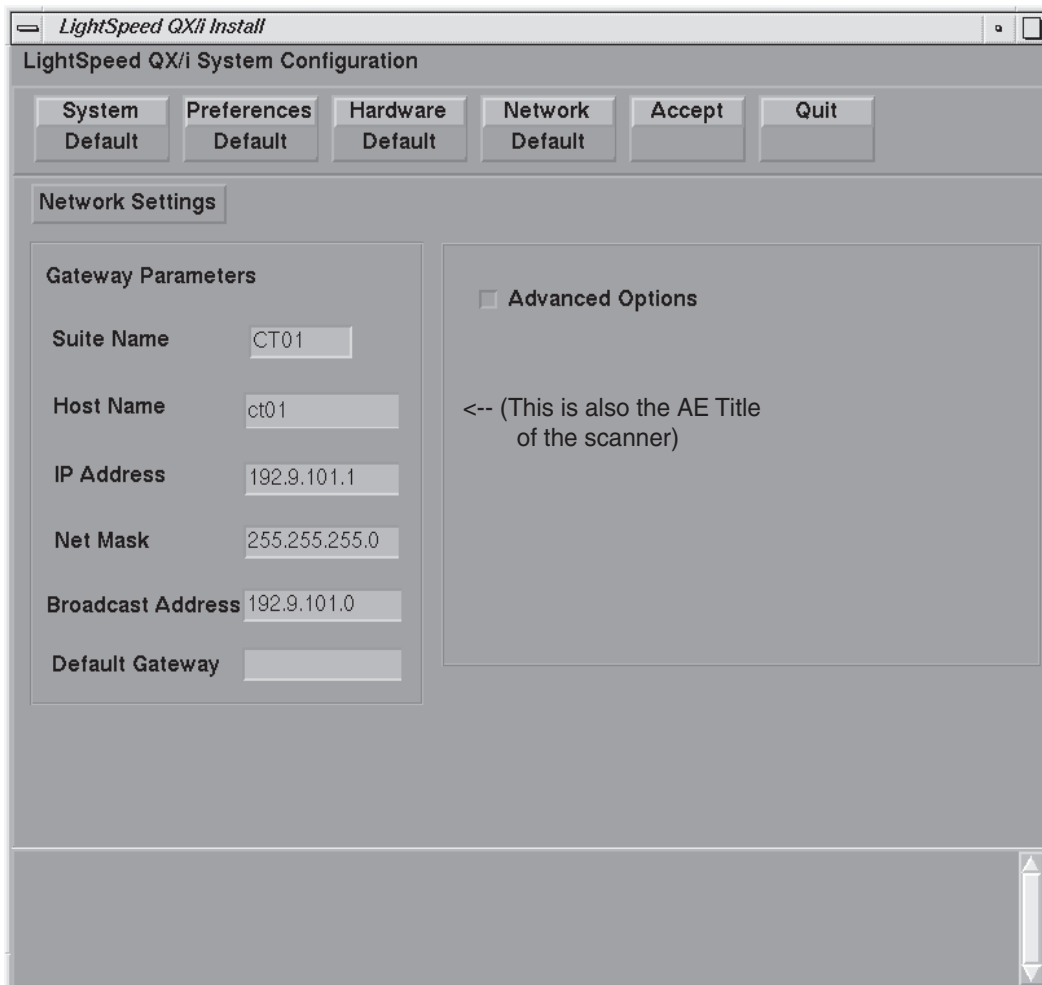 LightSpeed QX/i Install
LightSpeed QX/i System Configuration
System Preferences Hardware Network Accept Quit
Default Default Default Default
Network Settings
Gateway Parameters
Advanced Options
Suite Name CT01
Host Name ct01
<-- (This is also the AE Title
of the scanner)
IP Address 192.9.101.1
Net Mask 255.255.255.0
Broadcast Address 192.9.101.0
Default Gateway